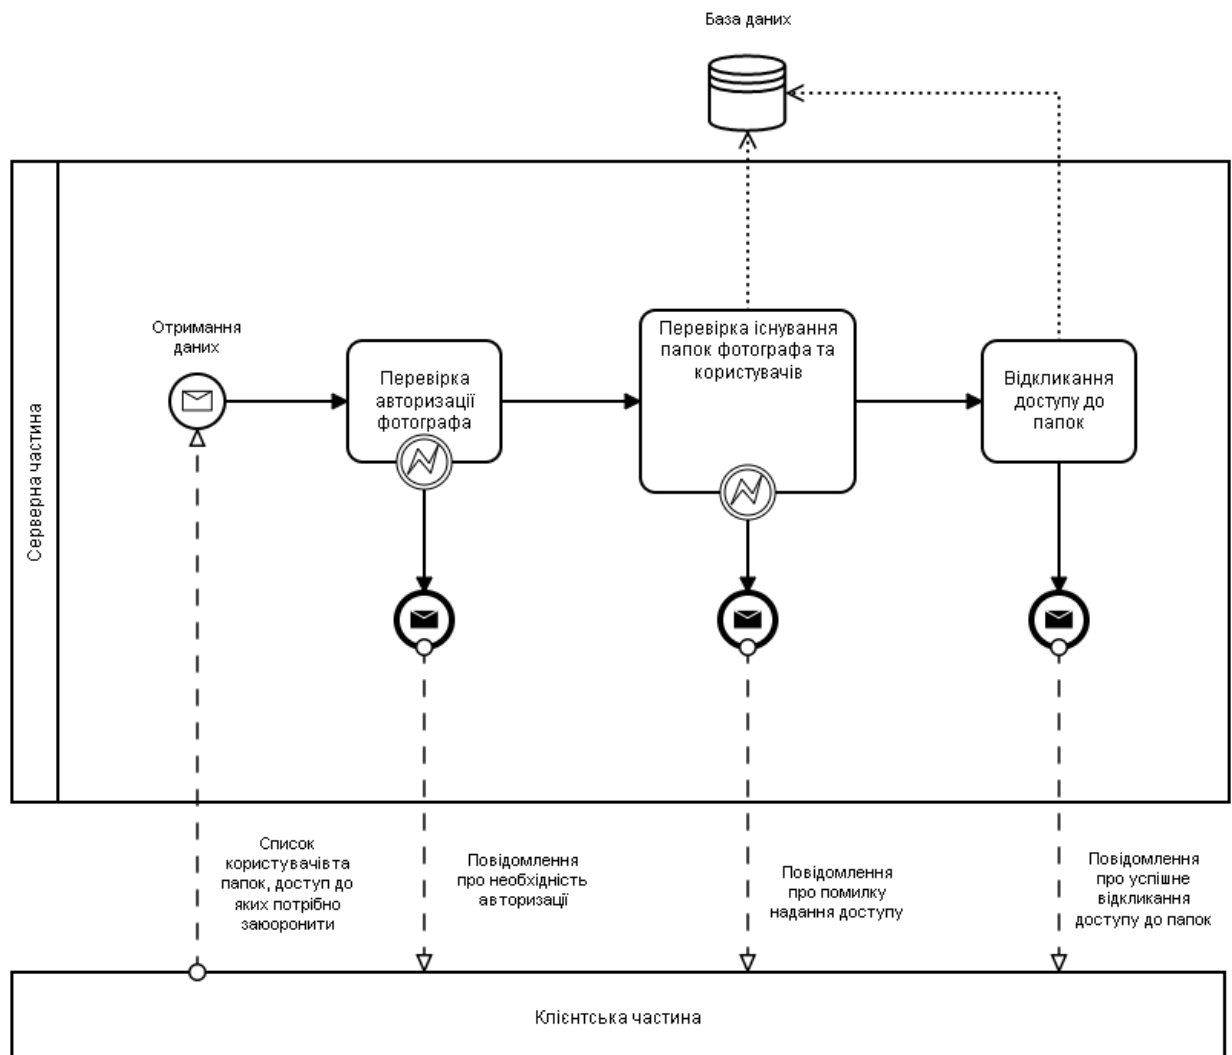 База даних
Отримання
даних
Перевірка
авторизації
фотографа
Перевірка існування
папок фотографа та
користувачів
Відкликання
доступу до
папок
Серверна частина
Список
користувачів та
папок, доступ до
яких потрібно
заюоронити
Повідомлення
про необхідність
авторизації
Повідомлення
про помилку
надання доступу
Повідомлення
про успішне
відкликання
доступу до папок
Клієнтська частина